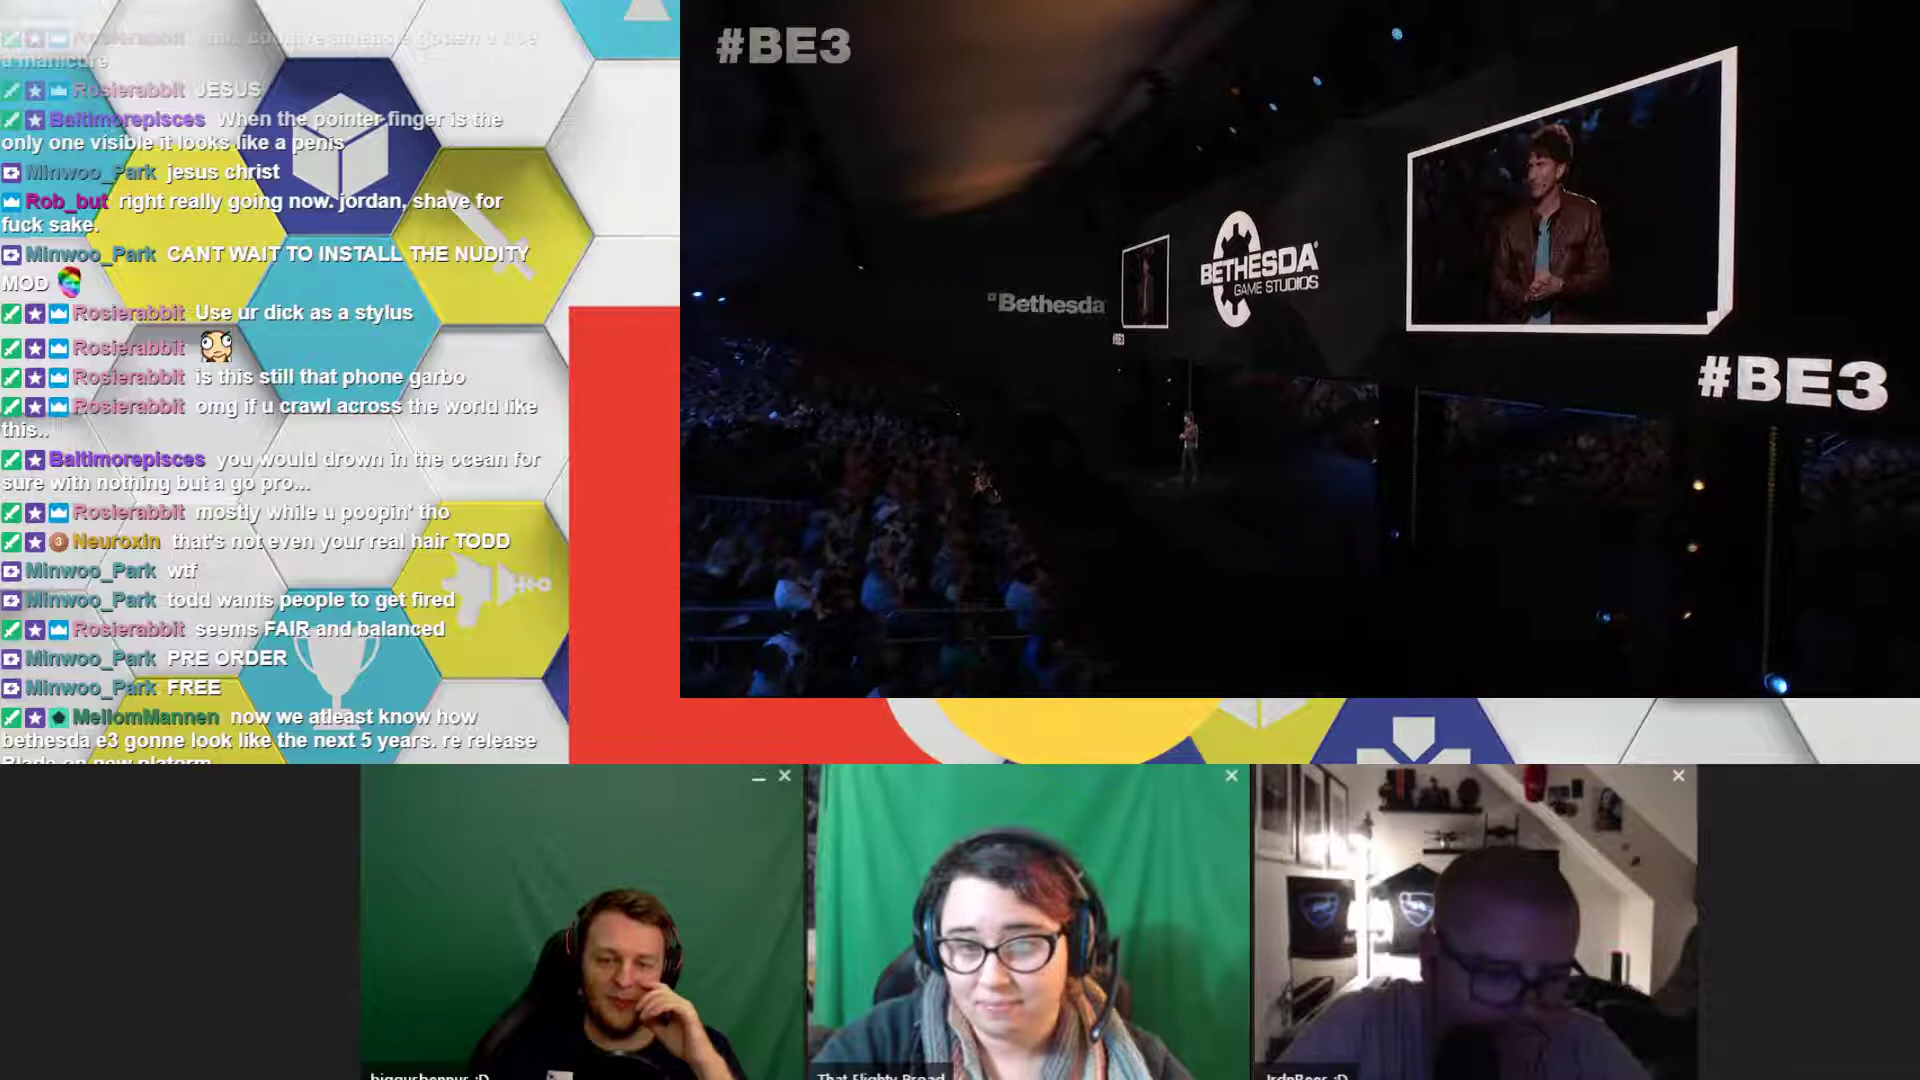 u manicure
Rosierabbit JESUS
Baltimorepisces When the pointer finger is the
only one visible it looks like a penis
Minwoo_Park jesus christ
Rob_but right really going now. jordan, shave for
fuck sake.
Minwoo_Park CANT WAIT TO INSTALL THE NUDITY
MOD
Rosierabbit Use ur dick as a stylus
Rosierabbit
Rosierabbit is this still that phone garbo
Rosierabbit omg if u crawl across the world like
this..
Baltimorepisces you would drown in the ocean for
sure with nothing but a go pro...
Rosierabbit mostly while u poopin' tho
3 Neuroxin that's not even your real hair TODD
Minwoo_Park wtf
Minwoo_Park todd wants people to get fired
Rosierabbit seems FAIR and balanced
Minwoo_Park PRE ORDER
Minwoo_Park FREE
MellomMannen now we atleast know how
bethesda e3 gonne look like the next 5 years. re release
#BE3
Bethesda
#BE3
BETHESDA
GAME STUDIOS
#BE3
That Flighty Broad